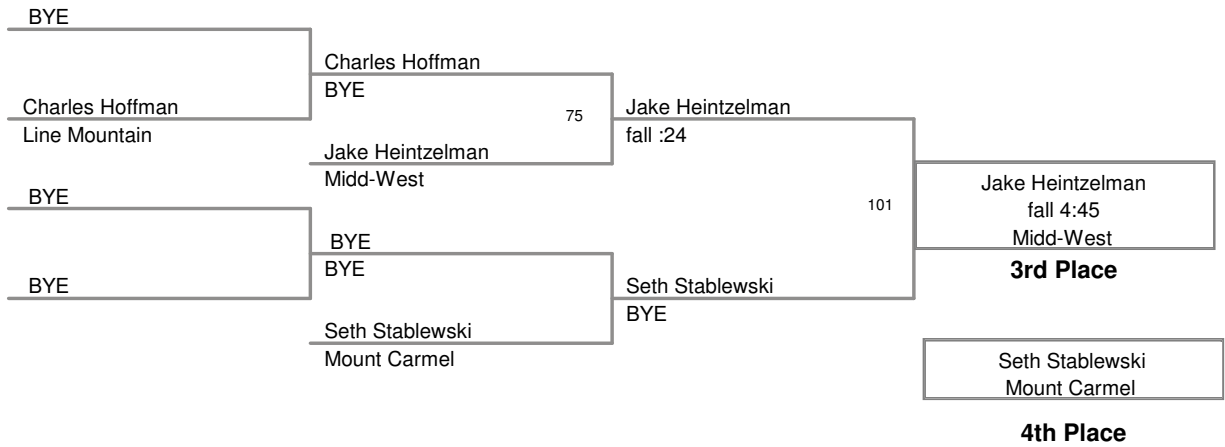 BYE
Charles Hoffman
BYE
Charles Hoffman
Line Mountain
75
Jake Heintzelman
fall :24
Jake Heintzelman
Midd-West
BYE
101
Jake Heintzelman
fall 4:45
Midd-West
3rd Place
BYE
BYE
BYE
Seth Stablewski
BYE
Seth Stablewski
Mount Carmel
Seth Stablewski
Mount Carmel
4th Place